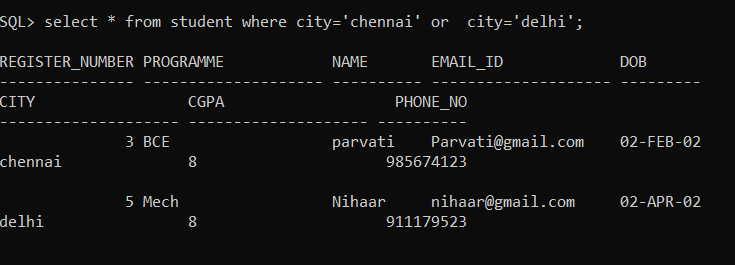 SQL> select * from student where city='chennai' or  city='delhi';
REGISTER_NUMBER PROGRAMME            NAME       EMAIL_ID             DOB
--------------- -------------------- ---------- -------------------- ---------
CITY                 CGPA                   PHONE_NO
-------------------- -------------------- ----------
              3 BCE                  parvati    Parvati@gmail.com    02-FEB-02
chennai              8                     985674123
              5 Mech                 Nihaar     nihaar@gmail.com     02-APR-02
delhi                8                     911179523